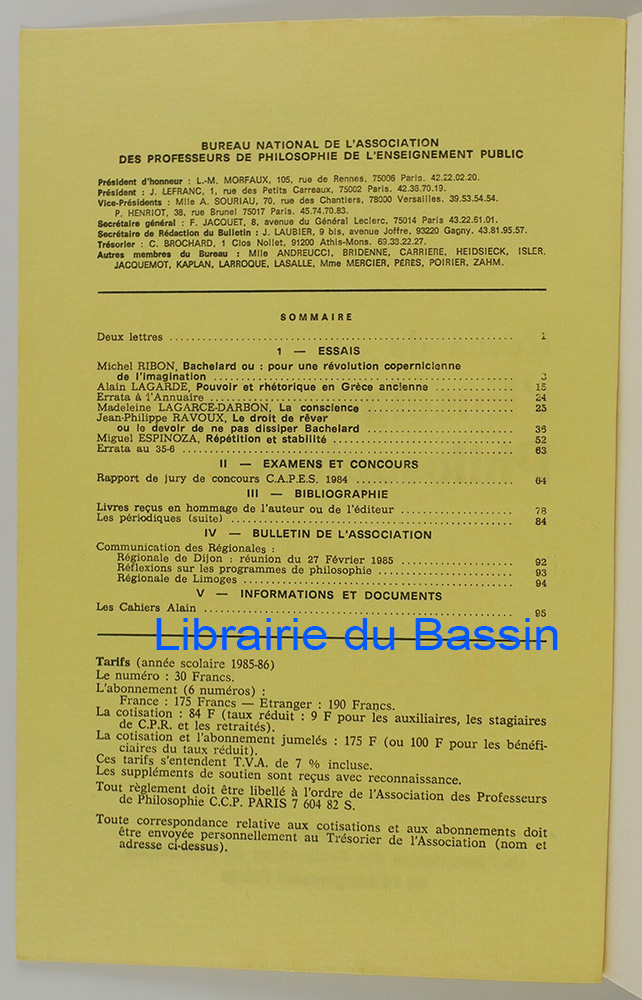 BUREAU NATIONAL DE L'ASSOCIATION
DES PROFESSEURS DE PHILOSOPHIE DE L'ENSEIGNEMENT PUBLIC
Président d'honneur : L.-M. MORFAUX, 105, rue de Rennes, 75006 Paris. 42.22.02.20.
Président : J. LEFRANC, 1, rue des Petits Carreaux, 75002 Paris. 42.36.70.19.
Vice-Présidents : Mlle A. SOURIAU, 70, rue des Chantiers, 78000 Versailles. 39.53.54.54.
P. HENRIOT, 38, rue Brunel 75017 Paris. 45.74.70.83.
Secrétaire général : F. JACQUET, 8, avenue du Général Leclerc, 75014 Paris 43.22.61.01.
Secrétaire de Rédaction du Bulletin : J. LAUBIER, 9 bis, avenue Joffre, 93220 Gagny. 43.81.95.57.
Trésorier : C. BROCHARD, 1 Clos Nollet, 91200 Athis-Mons. 69.33.22.27.
Autres membres du Bureau : Mlle ANDREUCCI, BRIDENNE, CARRIERE, HEIDSIECK, ISLER,
JACQUEMOT, KAPLAN, LARROQUE, LASALLE, Mme MERCIER, PÉRÈS, POIRIER, ZAHM.
SOMMAIRE
Deux lettres ........ 1
1 — ESSAIS
Michel RIBON, Bachelard ou : pour une révolution copernicienne
de l'imagination ........ 3
Alain LAGARDE, Pouvoir et rhétorique en Grèce ancienne ........ 15
Errata à l'Annuaire ........ 24
Madeleine LAGARCE-DARBON, La conscience ........ 25
Jean-Philippe RAVOUX, Le droit de rêver
ou le devoir de ne pas dissiper Bachelard ........ 36
Miguel ESPINOZA, Répétition et stabilité ........ 52
Errata au 35-6 ........ 63
II — EXAMENS ET CONCOURS
Rapport de jury de concours C.A.P.E.S. 1984 ........ 64
III — BIBLIOGRAPHIE
Livres reçus en hommage de l'auteur ou de l'éditeur ........ 78
Les périodiques (suite) ........ 84
IV — BULLETIN DE L'ASSOCIATION
Communication des Régionales :
Régionale de Dijon : réunion du 27 Février 1985 ........ 92
Réflexions sur les programmes de philosophie ........ 93
Régionale de Limoges ........ 94
V — INFORMATIONS ET DOCUMENTS
Les Cahiers Alain ........ 95
Librairie du Bassin
Tarifs (année scolaire 1985-86)
Le numéro : 30 Francs.
L'abonnement (6 numéros) :
France : 175 Francs — Etranger : 190 Francs.
La cotisation : 84 F (taux réduit : 9 F pour les auxiliaires, les stagiaires
de C.P.R. et les retraités).
La cotisation et l'abonnement jumelés : 175 F (ou 100 F pour les bénéfi-
ciaires du taux réduit).
Ces tarifs s'entendent T.V.A. de 7 % incluse.
Les suppléments de soutien sont reçus avec reconnaissance.
Tout règlement doit être libellé à l'ordre de l'Association des Professeurs
de Philosophie C.C.P. PARIS 7 604 82 S.
Toute correspondance relative aux cotisations et aux abonnements doit
être envoyée personnellement au Trésorier de l'Association (nom et
adresse ci-dessus).